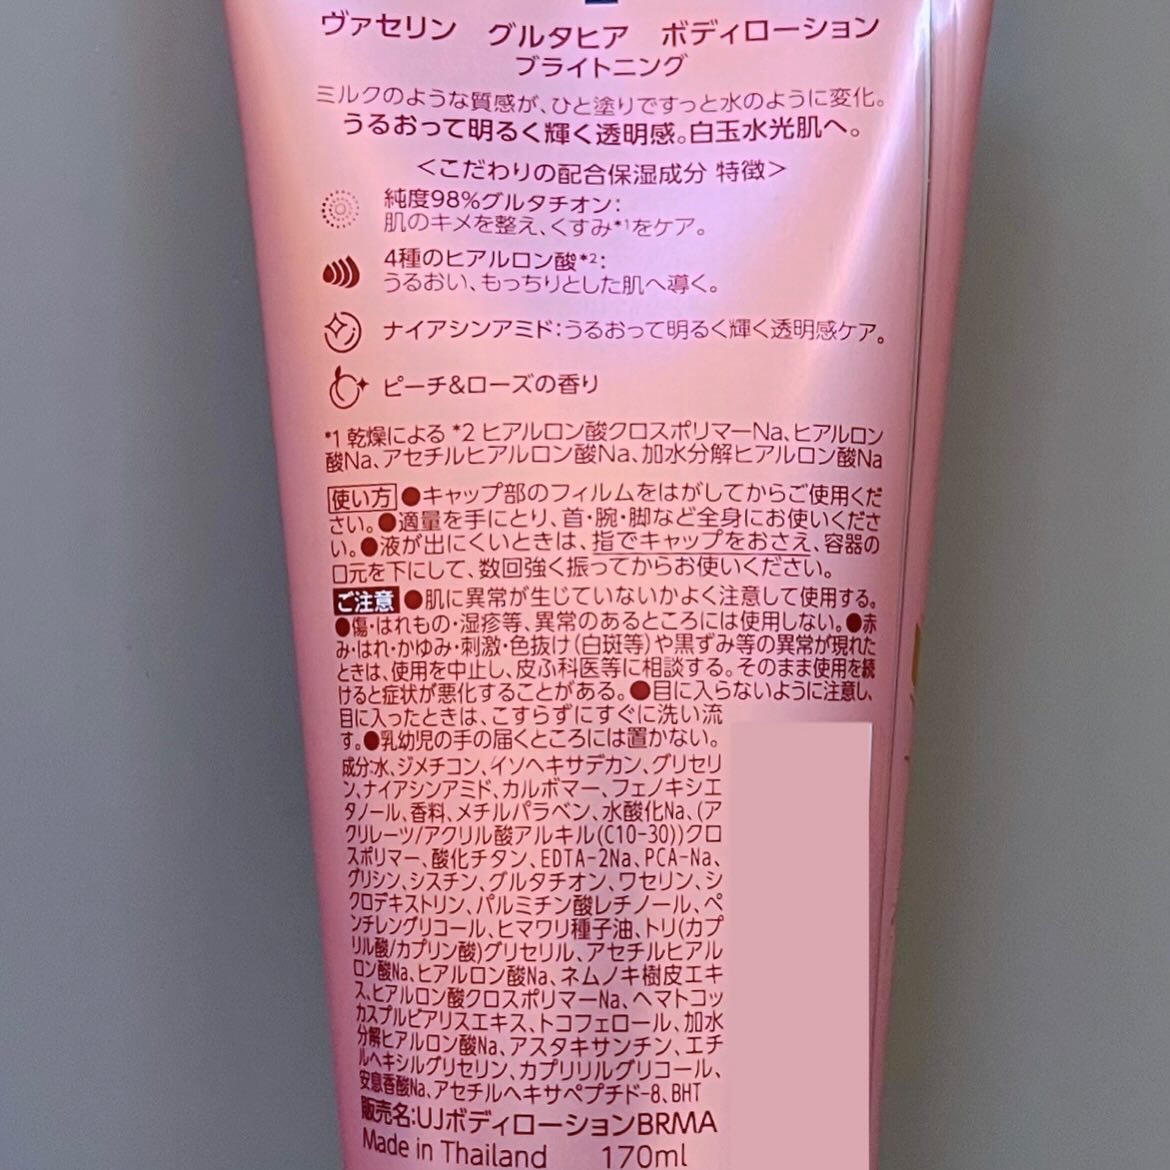 ヴァセリン グルタヒア ボディローション
ブライトニング
ミルクのような質感が、ひと塗りですっと水のように変化。
うるおって明るく輝く透明感。白玉水光肌へ。
＜こだわりの配合保湿成分 特徴＞
純度98%グルタチオン：
肌のキメを整え、くすみ*1をケア。
4種のヒアルロン酸*2：
うるおい、もっちりとした肌へ導く。
ナイアシンアミド：うるおって明るく輝く透明感ケア。
ピーチ&ローズの香り
*1 乾燥による *2 ヒアルロン酸クロスポリマーNa、ヒアルロン
酸Na、アセチルヒアルロン酸Na、加水分解ヒアルロン酸Na
使い方 ●キャップ部のフィルムをはがしてからご使用くだ
さい。●適量を手にとり、首・腕・脚など全身にお使いくださ
い。●液が出にくいときは、指でキャップをおさえ、容器の
口元を下にして、数回強く振ってからお使いください。
ご注意 ●肌に異常が生じていないかよく注意して使用する。
●傷・はれもの・湿疹等、異常のあるところには使用しない。●赤
み・はれ・かゆみ・刺激・色抜け（白斑等）や黒ずみ等の異常が現れた
ときは、使用を中止し、皮ふ科医等に相談する。そのまま使用を続
けると症状が悪化することがある。●目に入らないように注意し、
目に入ったときは、こすらずにすぐに洗い流
す。●乳幼児の手の届くところには置かない。
成分:水、ジメチコン、イソヘキサデカン、グリセリ
ン、ナイアシンアミド、カルボマー、フェノキシエ
タノール、香料、メチルパラベン、水酸化Na、(ア
クリレーツ/アクリル酸アルキル(C10-30))クロ
スポリマー、酸化チタン、EDTA-2Na、PCA-Na、
グリシン、シスチン、グルタチオン、ワセリン、シ
クロデキストリン、パルミチン酸レチノール、ペ
ンチレングリコール、ヒマワリ種子油、トリ(カプ
リル酸/カプリン酸)グリセリル、アセチルヒアル
ロン酸Na、ヒアルロン酸Na、ネムノキ樹皮エキ
ス、ヒアルロン酸クロスポリマーNa、ヘマトコッ
カスプルビアリスエキス、トコフェロール、加水
分解ヒアルロン酸Na、アスタキサンチン、エチ
ルヘキシルグリセリン、カプリリルグリコール、
安息香酸Na、アセチルヘキサペプチド-8、BHT
販売名:UJボディローションBRMA
Made in Thailand 170ml